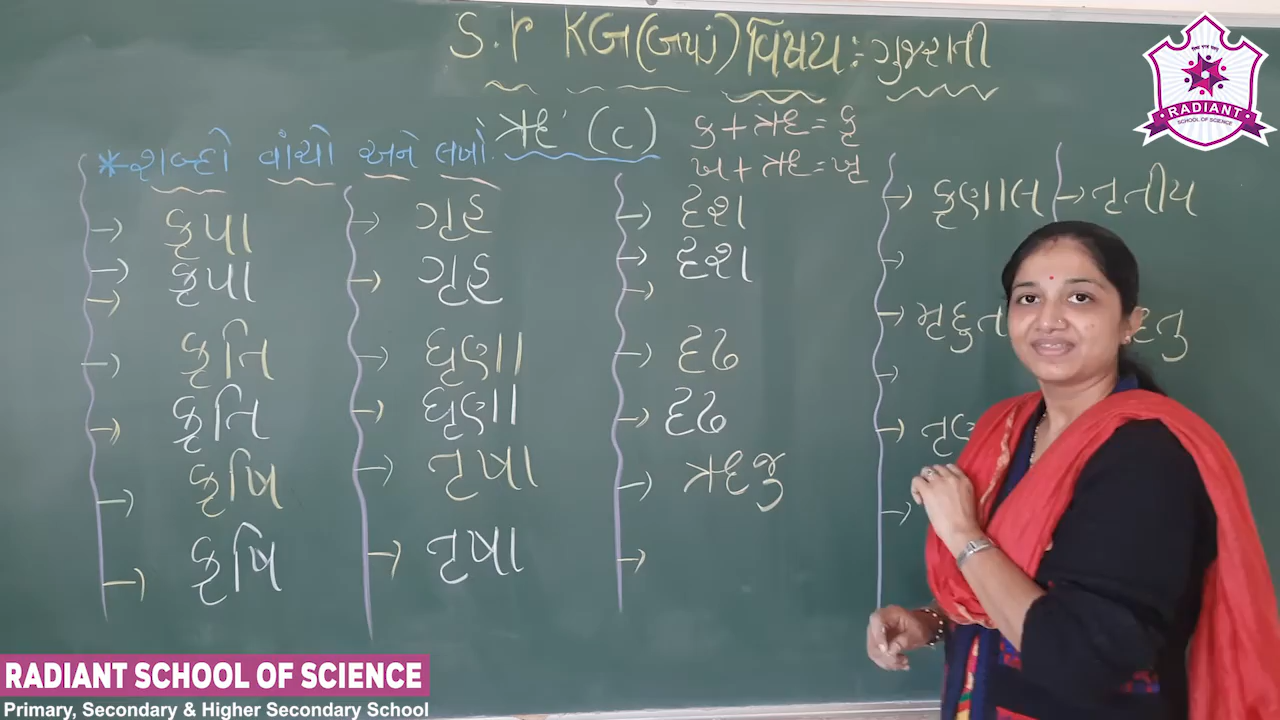 S.r KG(બાયાં) વિષય: ગુજરાતી
ઋ (ૃ)
ક + ઋ = કૃ
ખ + ઋ = ખૃ
*શબ્દો વાંચો અને લખો.
કૃપા
કૃપા
કૃતિ
કૃતિ
કૃષિ
કૃષિ
ગૃહ
ગૃહ
ઘૃણા
ઘૃણા
તૃષા
તૃષા
દૃશ
દૃશ
દૃઢ
દૃઢ
ઋજુ
કૃણાલ
તૃતીય
RADIANT
SCHOOL OF SCIENCE
RADIANT SCHOOL OF SCIENCE
Primary, Secondary & Higher Secondary School